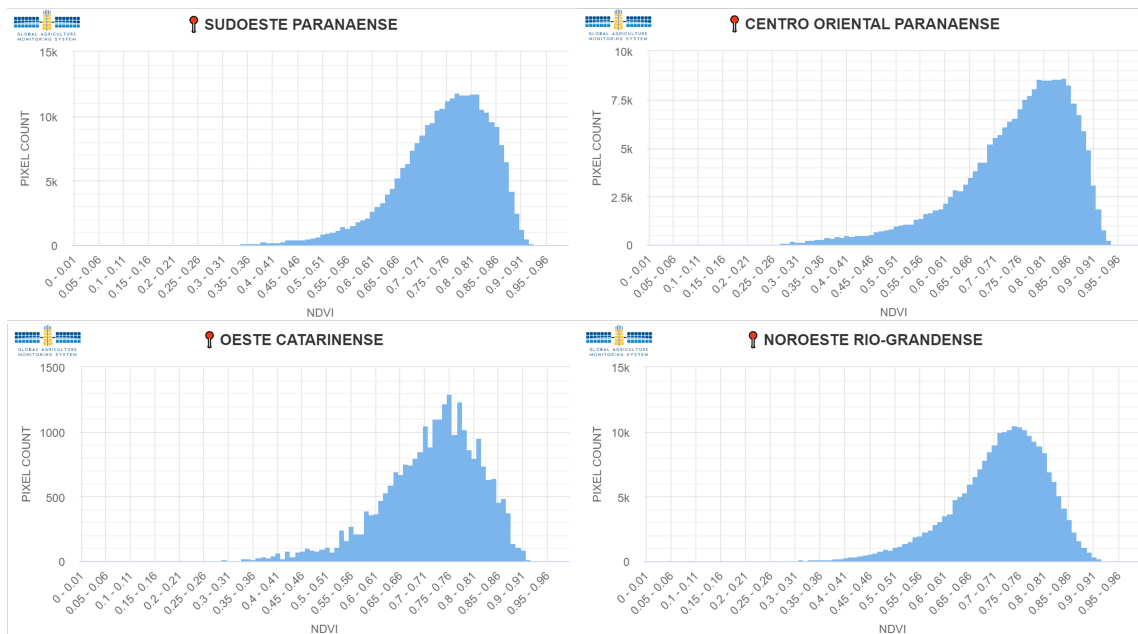 GLOBAL AGRICULTURE
MONITORING SYSTEM
SUDOESTE PARANAENSE
PIXEL COUNT
15k
10k
5k
0
0 - 0.01
0.05 - 0.06
0.1 - 0.11
0.15 - 0.16
0.2 - 0.21
0.25 - 0.26
0.3 - 0.31
0.35 - 0.36
0.4 - 0.41
0.45 - 0.46
0.5 - 0.51
0.55 - 0.56
0.6 - 0.61
0.65 - 0.66
0.7 - 0.71
0.75 - 0.76
0.8 - 0.81
0.85 - 0.86
0.9 - 0.91
0.95 - 0.96
NDVI
GLOBAL AGRICULTURE
MONITORING SYSTEM
CENTRO ORIENTAL PARANAENSE
PIXEL COUNT
10k
7.5k
5k
2.5k
0
0 - 0.01
0.05 - 0.06
0.1 - 0.11
0.15 - 0.16
0.2 - 0.21
0.25 - 0.26
0.3 - 0.31
0.35 - 0.36
0.4 - 0.41
0.45 - 0.46
0.5 - 0.51
0.55 - 0.56
0.6 - 0.61
0.65 - 0.66
0.7 - 0.71
0.75 - 0.76
0.8 - 0.81
0.85 - 0.86
0.9 - 0.91
0.95 - 0.96
NDVI
GLOBAL AGRICULTURE
MONITORING SYSTEM
OESTE CATARINENSE
PIXEL COUNT
1500
1000
500
0
0 - 0.01
0.05 - 0.06
0.1 - 0.11
0.15 - 0.16
0.2 - 0.21
0.25 - 0.26
0.3 - 0.31
0.35 - 0.36
0.4 - 0.41
0.45 - 0.46
0.5 - 0.51
0.55 - 0.56
0.6 - 0.61
0.65 - 0.66
0.7 - 0.71
0.75 - 0.76
0.8 - 0.81
0.85 - 0.86
0.9 - 0.91
0.95 - 0.96
NDVI
GLOBAL AGRICULTURE
MONITORING SYSTEM
NOROESTE RIO-GRANDENSE
PIXEL COUNT
15k
10k
5k
0
0 - 0.01
0.05 - 0.06
0.1 - 0.11
0.15 - 0.16
0.2 - 0.21
0.25 - 0.26
0.3 - 0.31
0.35 - 0.36
0.4 - 0.41
0.45 - 0.46
0.5 - 0.51
0.55 - 0.56
0.6 - 0.61
0.65 - 0.66
0.7 - 0.71
0.75 - 0.76
0.8 - 0.81
0.85 - 0.86
0.9 - 0.91
0.95 - 0.96
NDVI